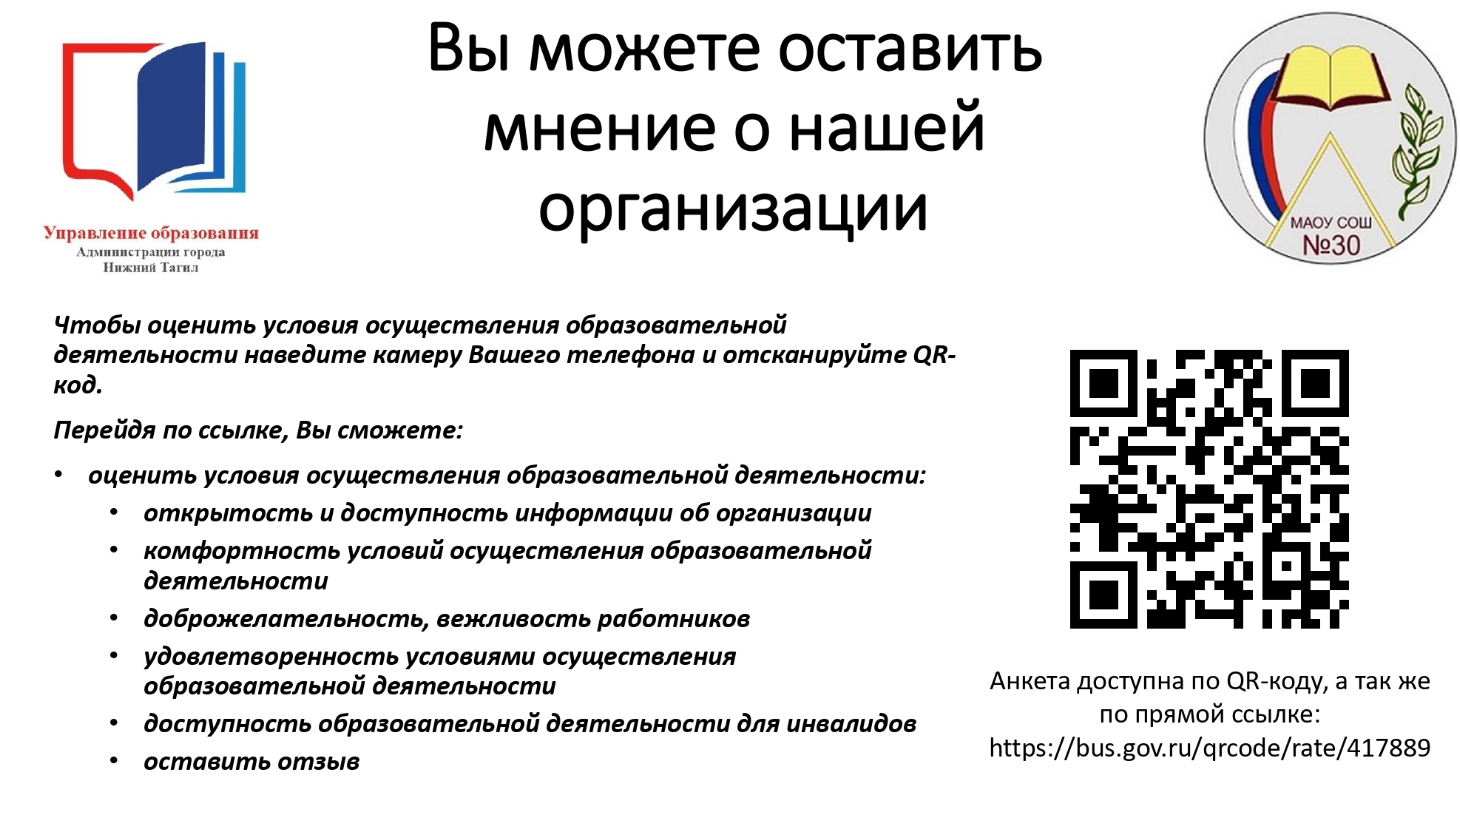 Вы можете оставить
мнение о нашей
организации
Управление образования
Администрации города
Нижний Тагил
МАОУ СОШ
№30
Чтобы оценить условия осуществления образовательной
деятельности наведите камеру Вашего телефона и отсканируйте QR-
код.
Перейдя по ссылке, Вы сможете:
• оценить условия осуществления образовательной деятельности:
• открытость и доступность информации об организации
• комфортность условий осуществления образовательной
деятельности
• доброжелательность, вежливость работников
• удовлетворенность условиями осуществления
образовательной деятельности
• доступность образовательной деятельности для инвалидов
• оставить отзыв
Анкета доступна по QR-коду, а так же
по прямой ссылке:
https://bus.gov.ru/qrcode/rate/417889